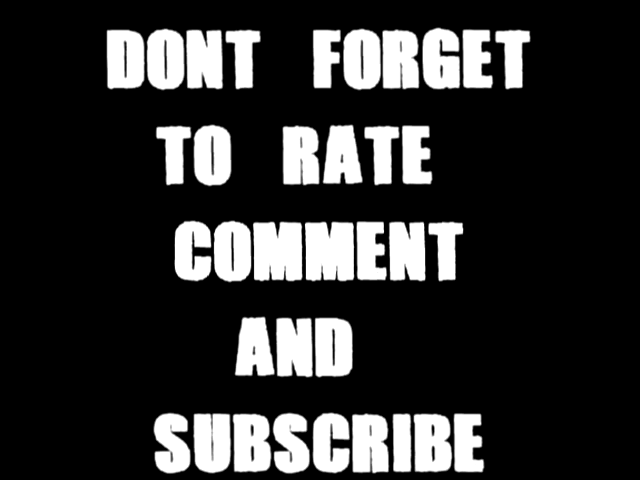 DONT FORGET
TO RATE
COMMENT
AND
SUBSCRIBE